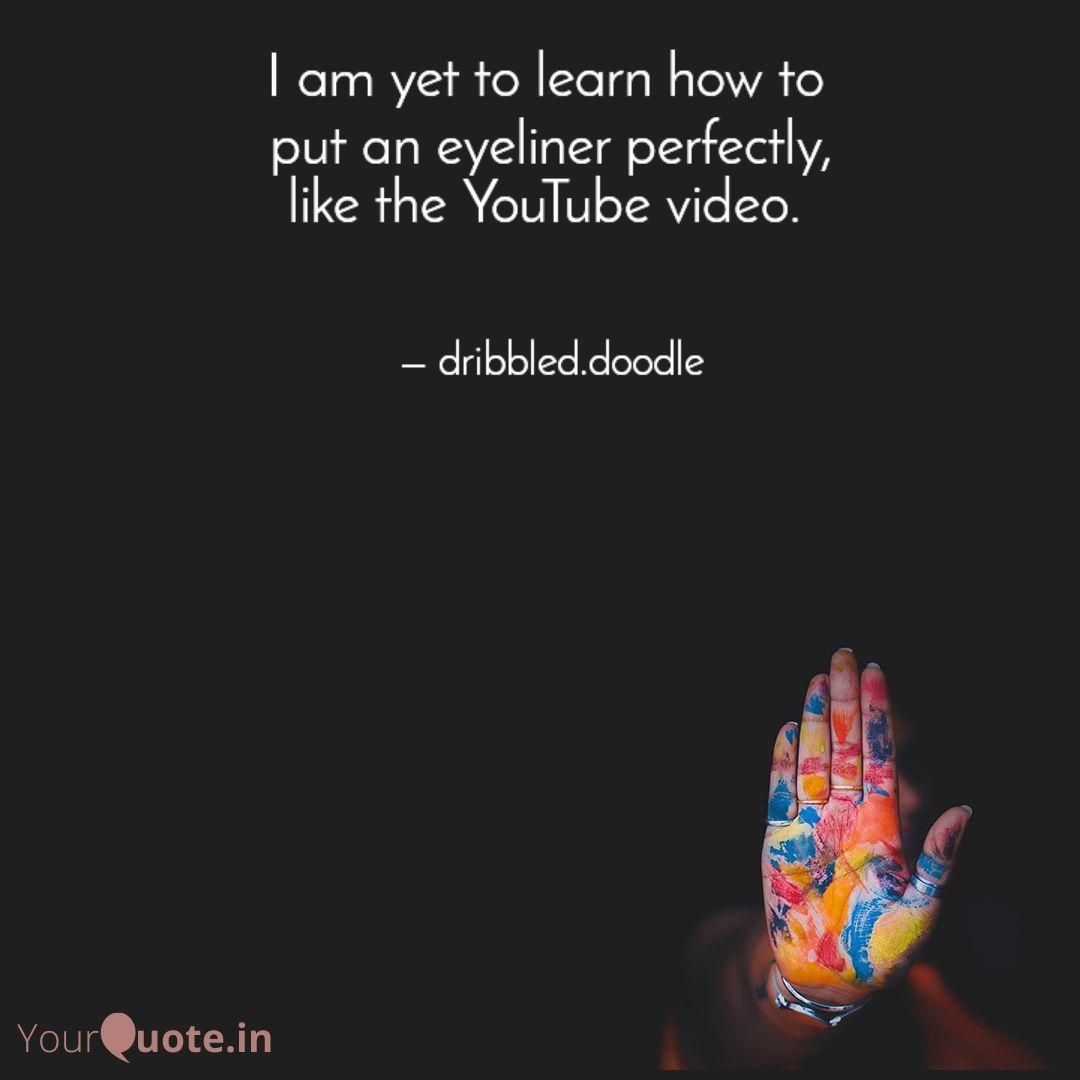 I am yet to learn how to
put an eyeliner perfectly,
like the YouTube video.
– dribbled.doodle
YourQuote.in